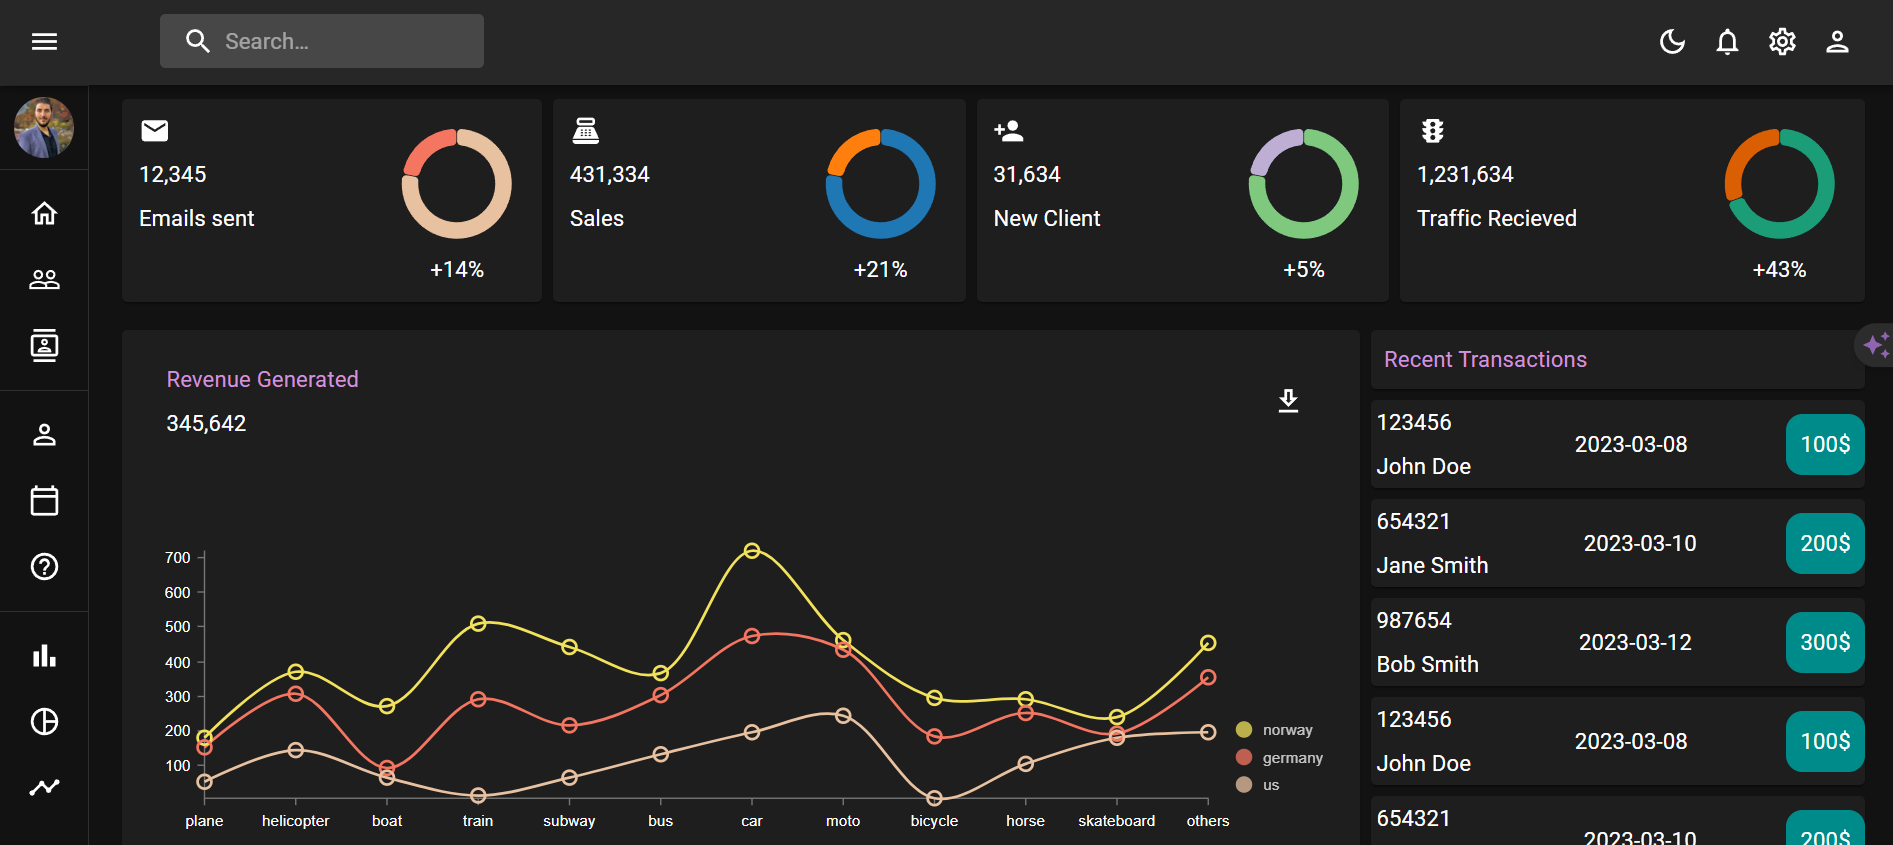 Search...
12,345
Emails sent
+14%
431,334
Sales
+21%
31,634
New Client
+5%
1,231,634
Traffic Recieved
+43%
Revenue Generated
345,642
700
600
500
400
300
200
100
plane helicopter boat train subway bus car moto bicycle horse skateboard others
norway
germany
us
Recent Transactions
123456
John Doe
2023-03-08
100$
654321
Jane Smith
2023-03-10
200$
987654
Bob Smith
2023-03-12
300$
123456
John Doe
2023-03-08
100$
654321
2023-03-10
200$